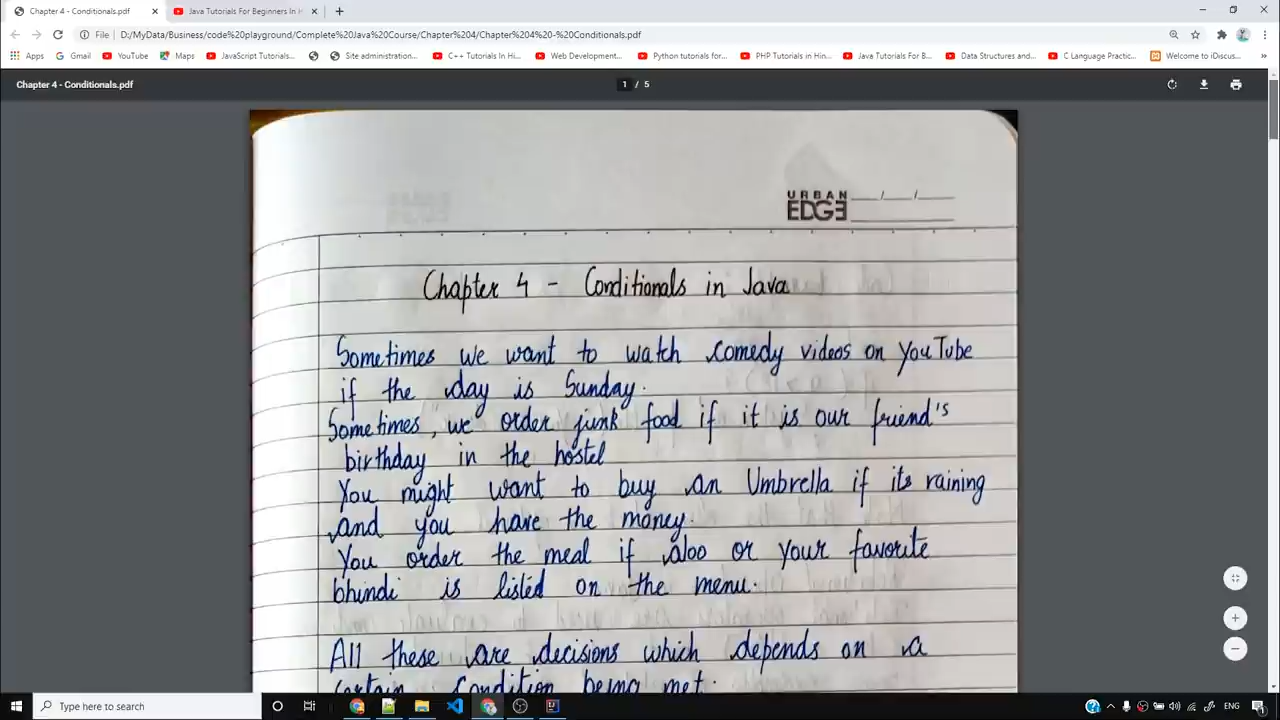 Chapter 4 - Conditionals.pdf
Java Tutorials For Beginners In H
File
D:/MyData/Business/code%20playground/Complete%20Java%20Course/Chapter%204/Chapter%204%20-%20Conditionals.pdf
Apps
Gmail
YouTube
Maps
JavaScript Tutorials...
Site administration...
C++ Tutorials In Hi...
Web Development...
Python tutorials for...
PHP Tutorials in Hin...
Java Tutorials For B...
Data Structures and...
C Language Practic...
Welcome to iDiscus...
Chapter 4 - Conditionals.pdf
1 / 5
URBAN
EDGE
Chapter 4 - Conditionals in Java
Sometimes we want to watch comedy videos on YouTube
if the day is Sunday.
Sometimes, we order junk food if it is our friend's
birthday in the hostel
You might want to buy an Umbrella if its raining
and you have the money.
You order the meal if aloo or your favorite
bhindi is listed on the menu.
All these are decisions which depends on a
certain condition being met.
Type here to search
ENG